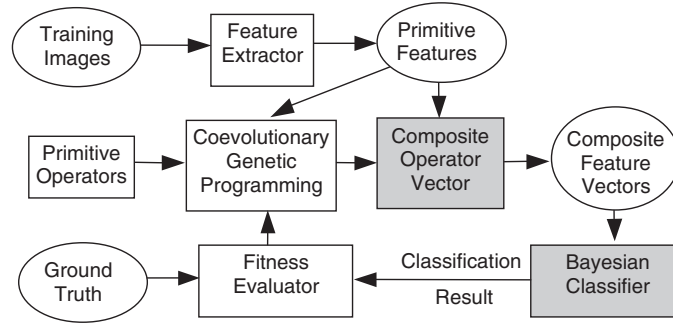 Training
Images
Feature
Extractor
Primitive
Features
Primitive
Operators
Coevolutionary
Genetic
Programming
Composite
Operator
Vector
Composite
Feature
Vectors
Ground
Truth
Fitness
Evaluator
Classification
Result
Bayesian
Classifier